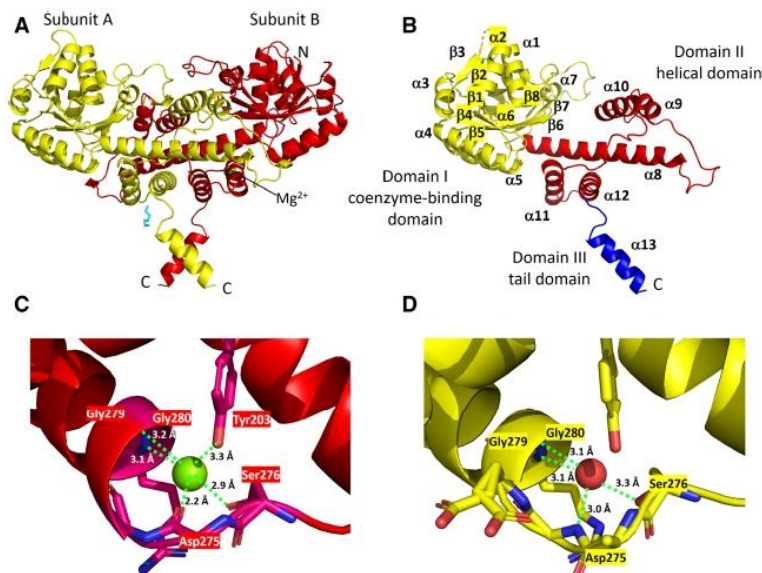 A
Subunit A
Subunit B
N
Mg2+
C
C
B
α2
α1
β3
β2
α3
α7
β1
β8
β7
α6
β4
β6
α4
β5
α5
α10
α9
α8
α12
α11
α13
C
Domain II
helical domain
Domain I
coenzyme-binding
domain
Domain III
tail domain
C
Gly279
Gly280
Tyr203
3.2 Å
3.1 Å
3.3 Å
2.9 Å
2.2 Å
Ser276
Asp275
D
Gly280
Gly279
3.1 Å
3.1 Å
3.3 Å
3.0 Å
Ser276
Asp275